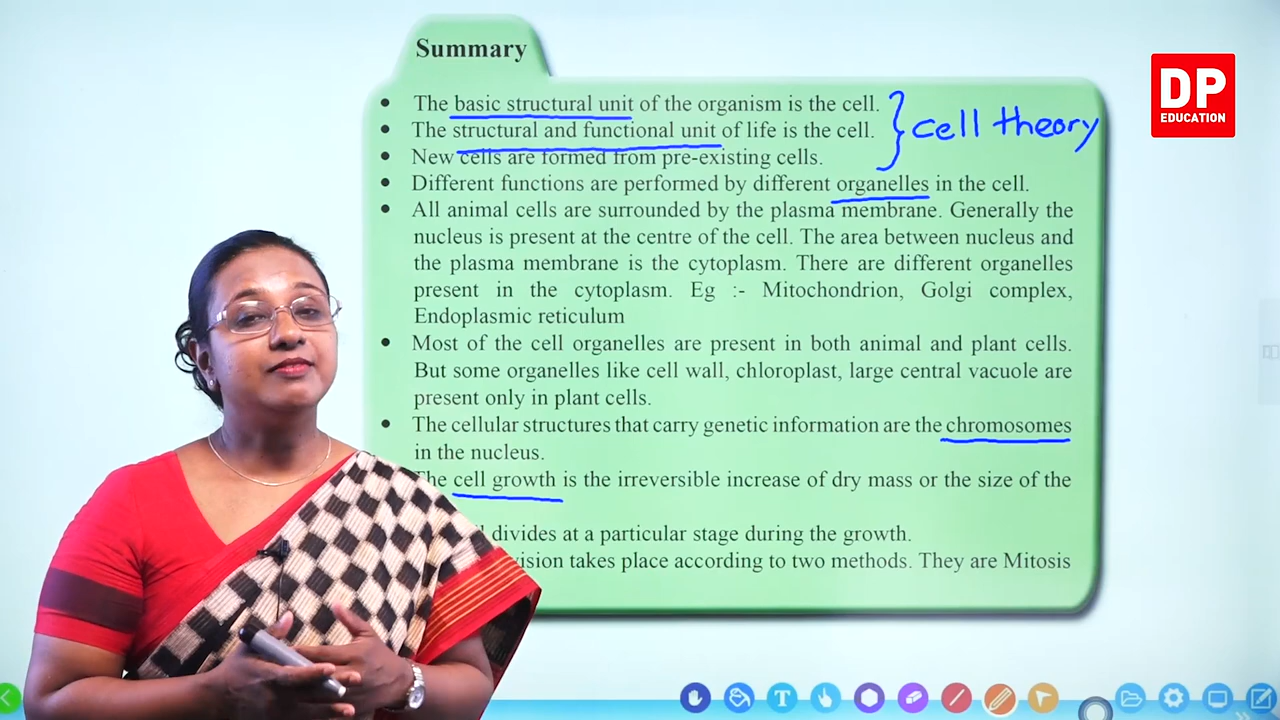 Summary
DP
EDUCATION
• The basic structural unit of the organism is the cell.
• The structural and functional unit of life is the cell.
cell theory
• New cells are formed from pre-existing cells.
• Different functions are performed by different organelles in the cell.
• All animal cells are surrounded by the plasma membrane. Generally the
nucleus is present at the centre of the cell. The area between nucleus and
the plasma membrane is the cytoplasm. There are different organelles
present in the cytoplasm. Eg :- Mitochondrion, Golgi complex,
Endoplasmic reticulum
• Most of the cell organelles are present in both animal and plant cells.
But some organelles like cell wall, chloroplast, large central vacuole are
present only in plant cells.
• The cellular structures that carry genetic information are the chromosomes
in the nucleus.
The cell growth is the irreversible increase of dry mass or the size of the
divides at a particular stage during the growth.
takes place according to two methods. They are Mitosis